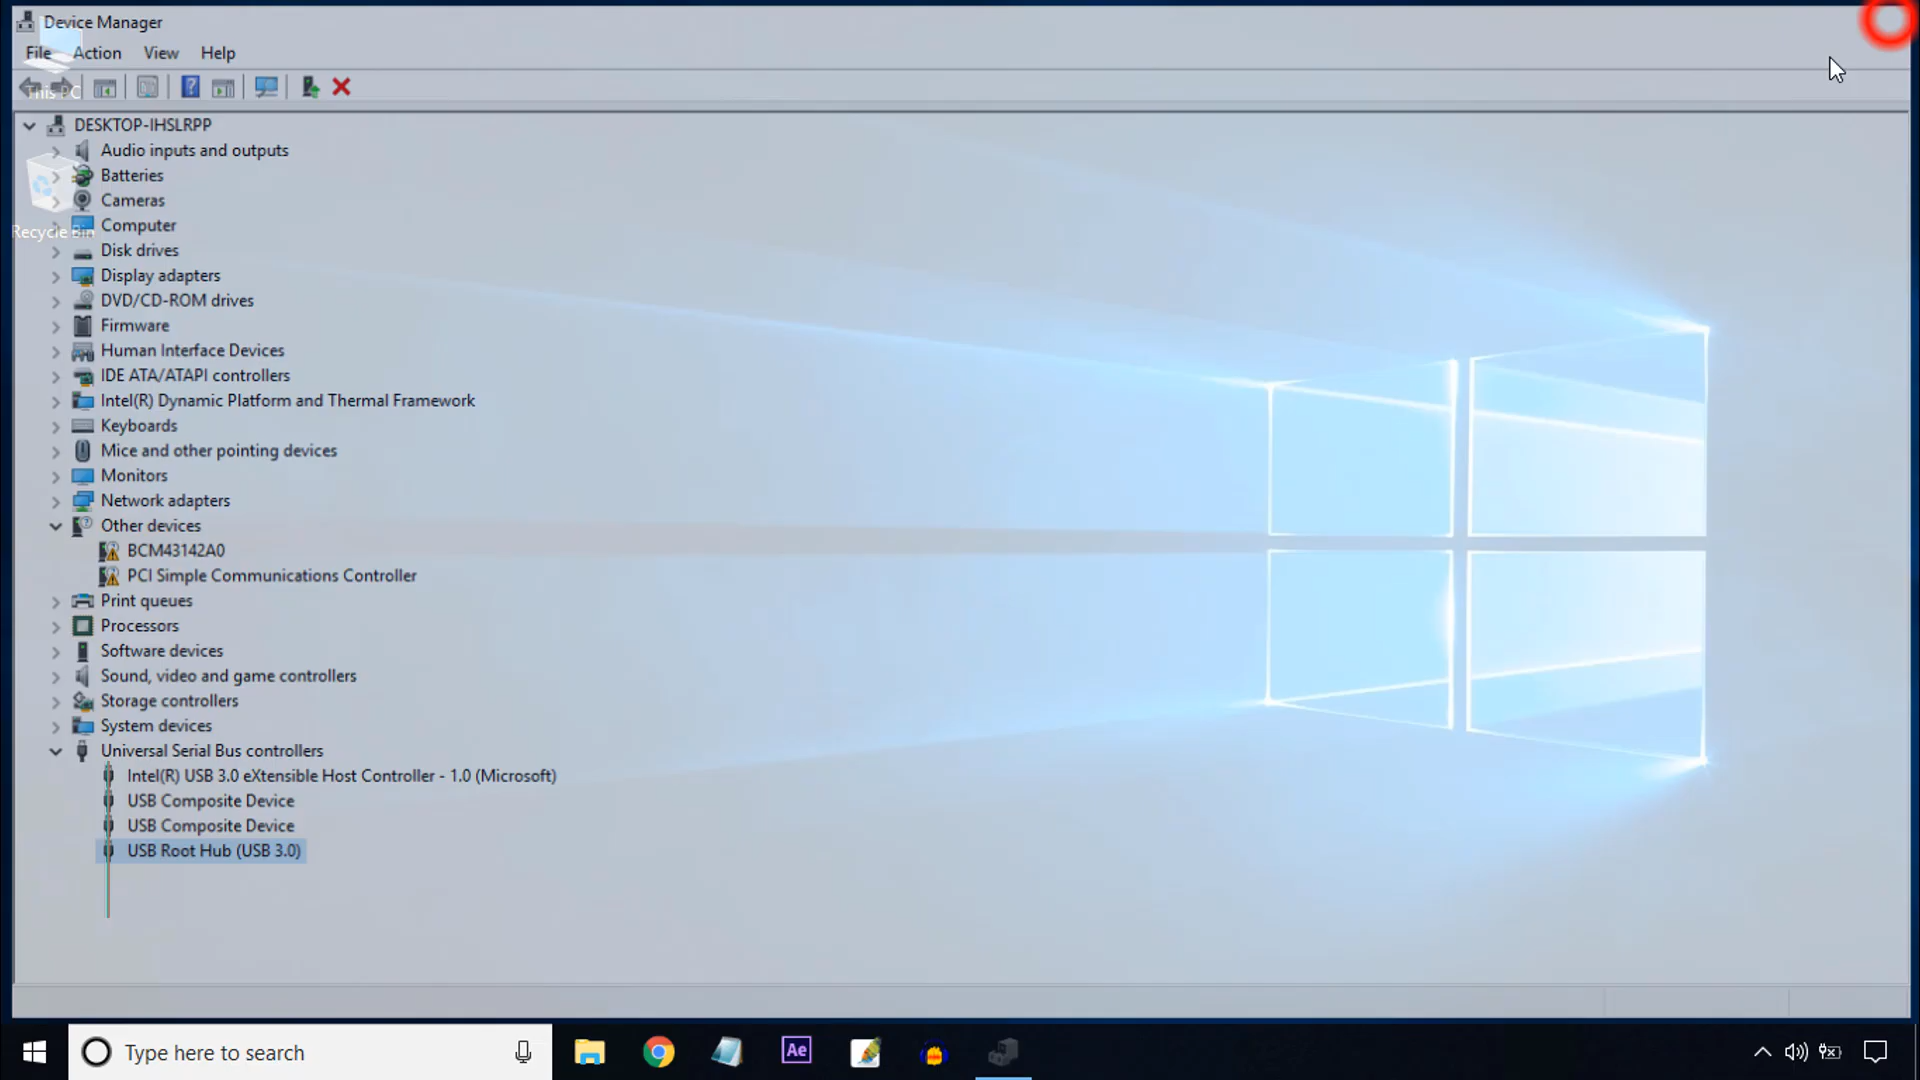 Device Manager
File Action View Help
This PC
DESKTOP-IHSLRPP
Audio inputs and outputs
Batteries
Cameras
Recycle Bin
Computer
Disk drives
Display adapters
DVD/CD-ROM drives
Firmware
Human Interface Devices
IDE ATA/ATAPI controllers
Intel(R) Dynamic Platform and Thermal Framework
Keyboards
Mice and other pointing devices
Monitors
Network adapters
Other devices
BCM43142A0
PCI Simple Communications Controller
Print queues
Processors
Software devices
Sound, video and game controllers
Storage controllers
System devices
Universal Serial Bus controllers
Intel(R) USB 3.0 eXtensible Host Controller - 1.0 (Microsoft)
USB Composite Device
USB Composite Device
USB Root Hub (USB 3.0)
Type here to search
Ae